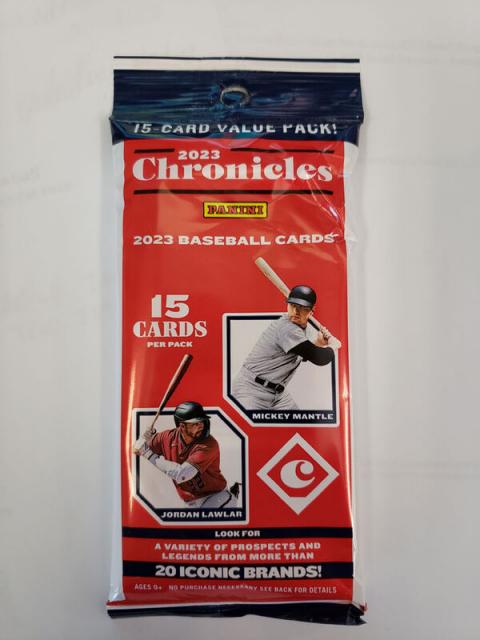 15-CARD VALUE PACK!
2023
Chronicles
PANINI
2023 BASEBALL CARDS
15
CARDS
PER PACK
MICKEY MANTLE
JORDAN LAWLAR
C
LOOK FOR
A VARIETY OF PROSPECTS AND
LEGENDS FROM MORE THAN
20 ICONIC BRANDS!
AGES 9+ NO PURCHASE NECESSARY SEE BACK FOR DETAILS